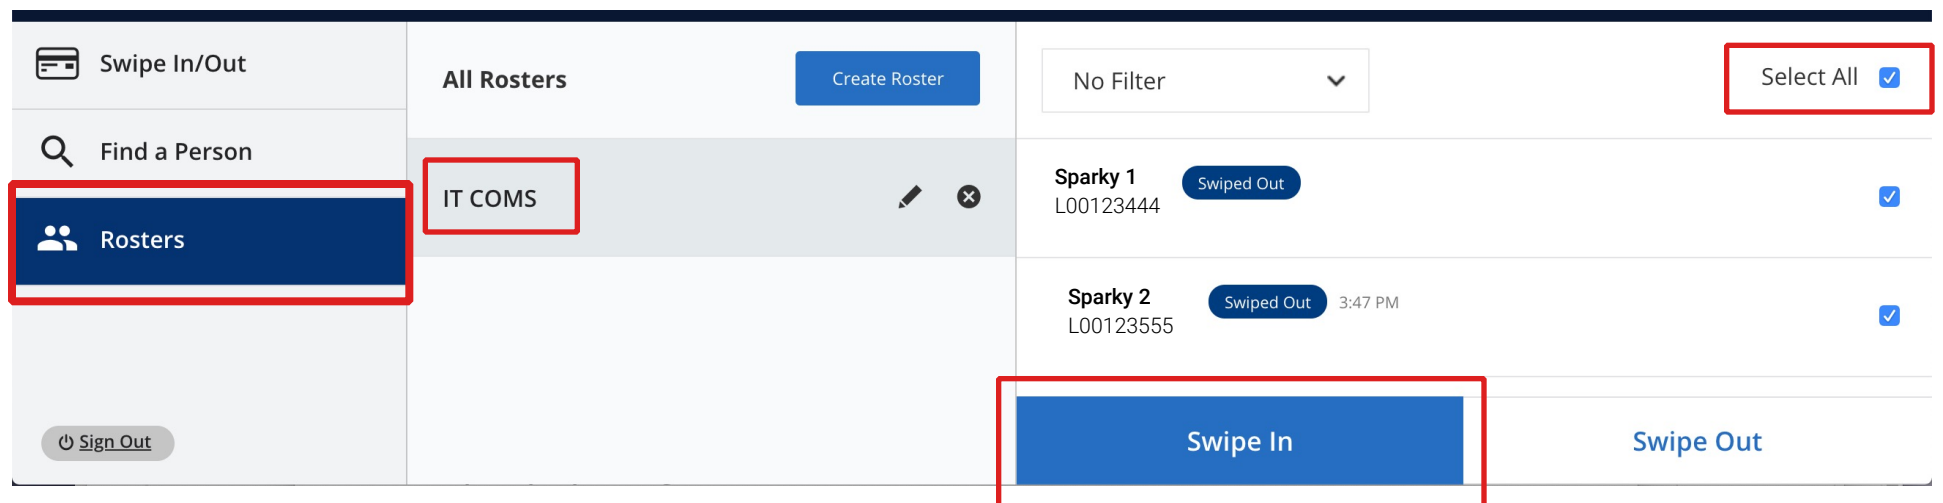 Swipe In/Out
Find a Person
Rosters
Sign Out
All Rosters
Create Roster
IT COMS
No Filter
Select All
Sparky 1
Swiped Out
L00123444
Sparky 2
Swiped Out 3:47 PM
L00123555
Swipe In
Swipe Out